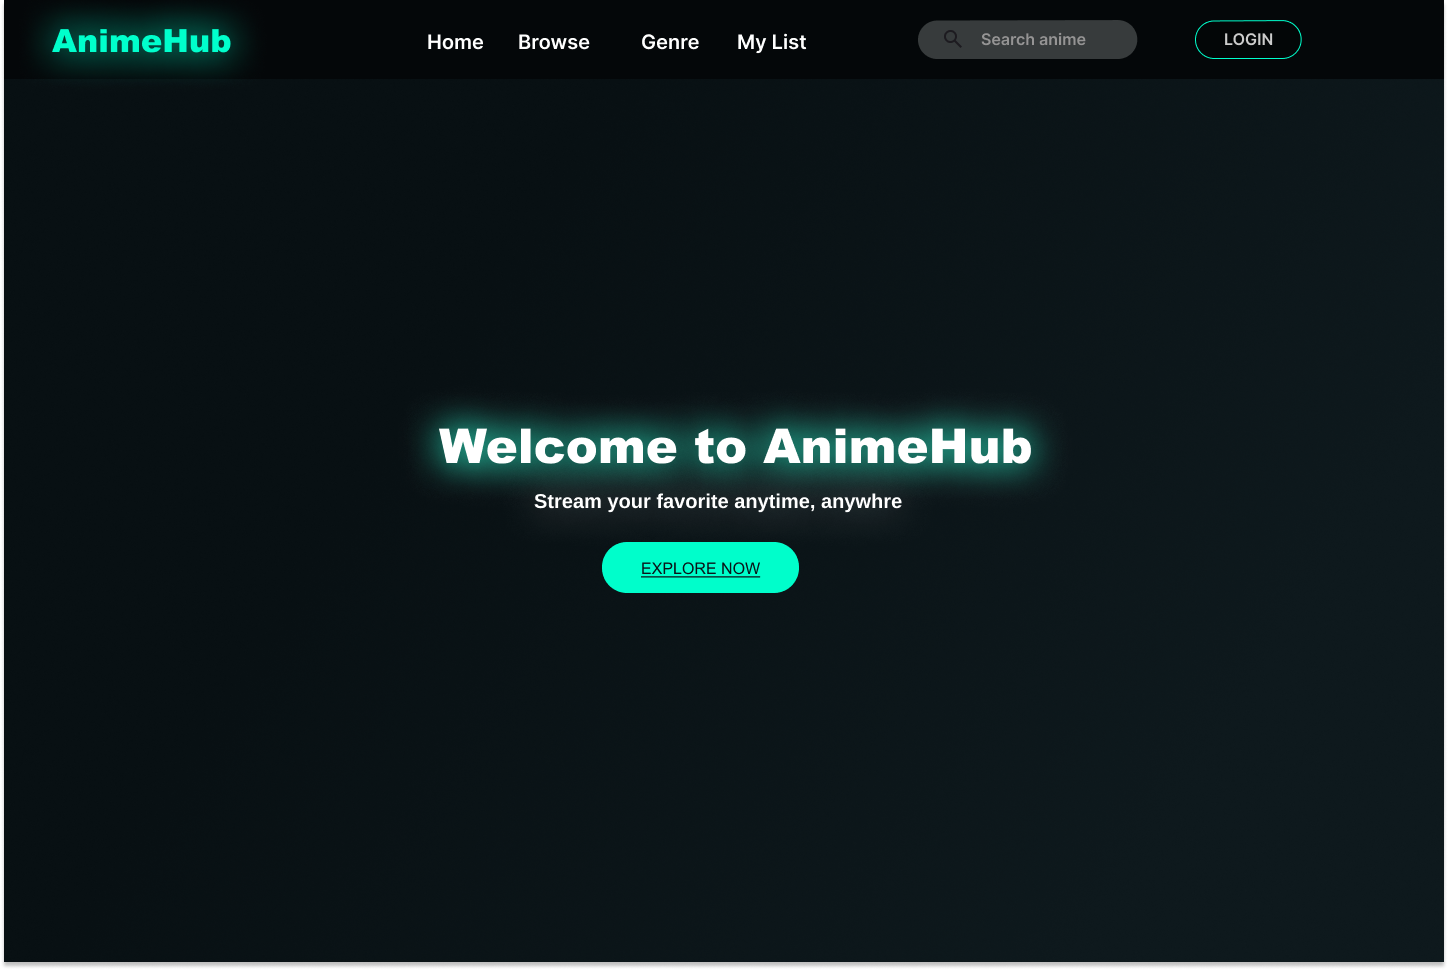 AnimeHub
Home Browse Genre My List
Search anime
LOGIN
Welcome to AnimeHub
Stream your favorite anytime, anywhre
EXPLORE NOW